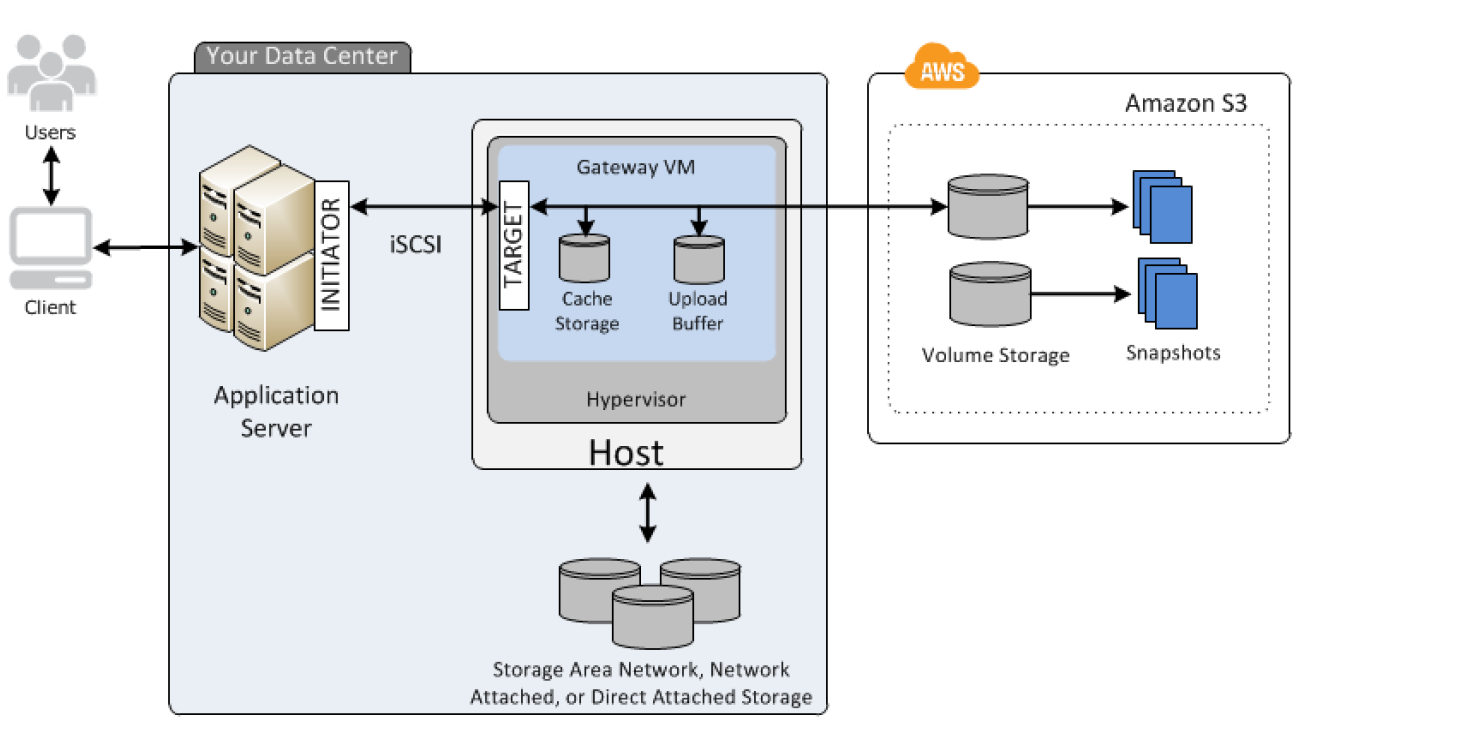 Users
Client
Your Data Center
Application
Server
INITIATOR
iSCSI
TARGET
Gateway VM
Cache
Storage
Upload
Buffer
Hypervisor
Host
Storage Area Network, Network
Attached, or Direct Attached Storage
AWS
Amazon S3
Volume Storage
Snapshots